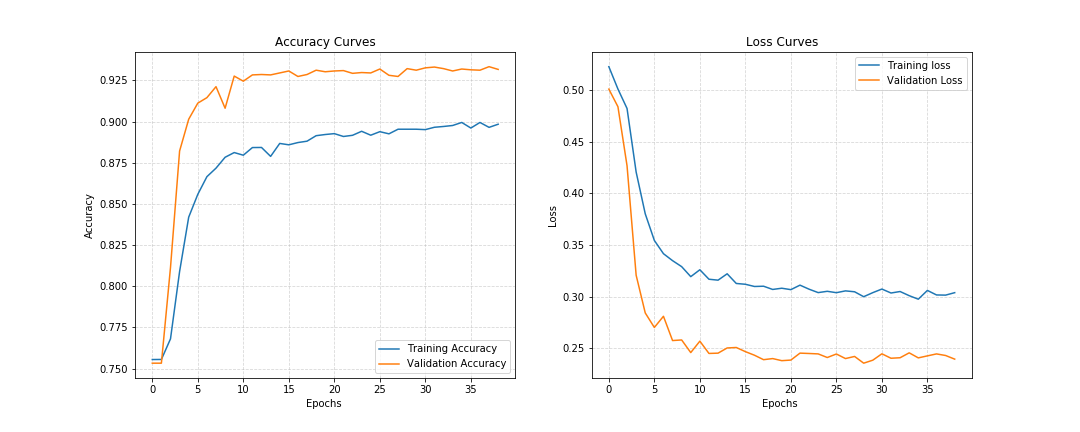 Accuracy Curves
Accuracy
0.925
0.900
0.875
0.850
0.825
0.800
0.775
0.750
0 5 10 15 20 25 30 35
Epochs
Training Accuracy
Validation Accuracy
Loss Curves
Loss
0.50
0.45
0.40
0.35
0.30
0.25
0 5 10 15 20 25 30 35
Epochs
Training loss
Validation Loss